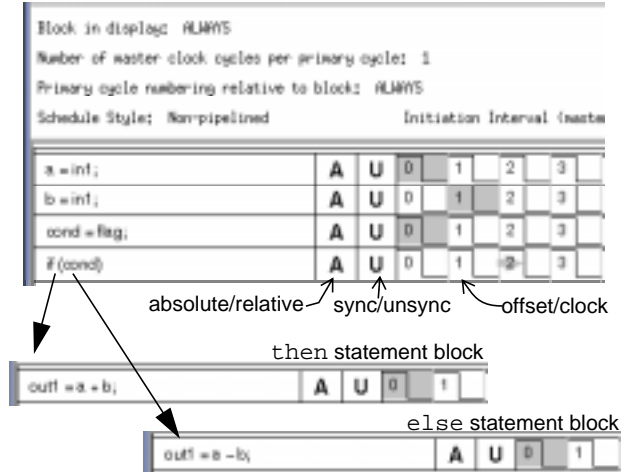 Block in display: ALWAYS
Number of master clock cycles per primary cycle: 1
Primary cycle numbering relative to block: ALWAYS
Schedule Style: Non-pipelined Initiation Interval (maste
a = in1; A U 0 1 2 3
b = in1; A U 0 1 2 3
cond = flag; A U 0 1 2 3
if (cond) A U 0 1 2 3
absolute/relative sync/unsync offset/clock
then statement block
out1 = a + b; A U 0 1
else statement block
out1 = a - b; A U 0 1